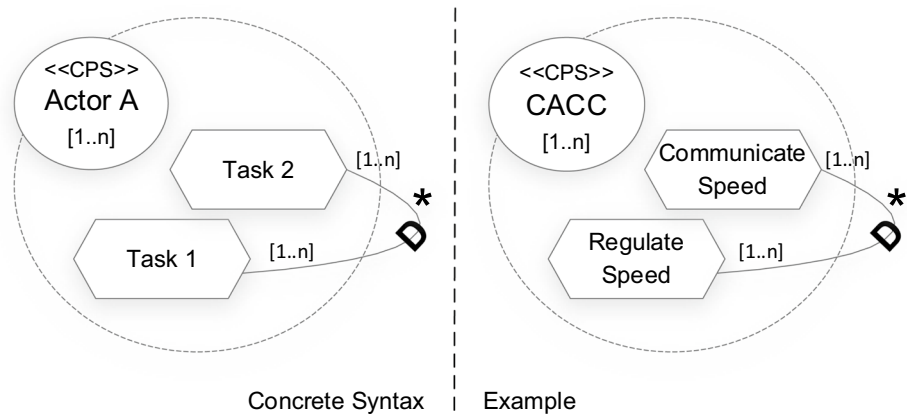 <<CPS>>
Actor A
[1..n]
Task 2
[1..n]
*
D
Task 1
[1..n]
Concrete Syntax
<<CPS>>
CACC
[1..n]
Communicate
Speed
[1..n]
*
D
Regulate
Speed
[1..n]
Example